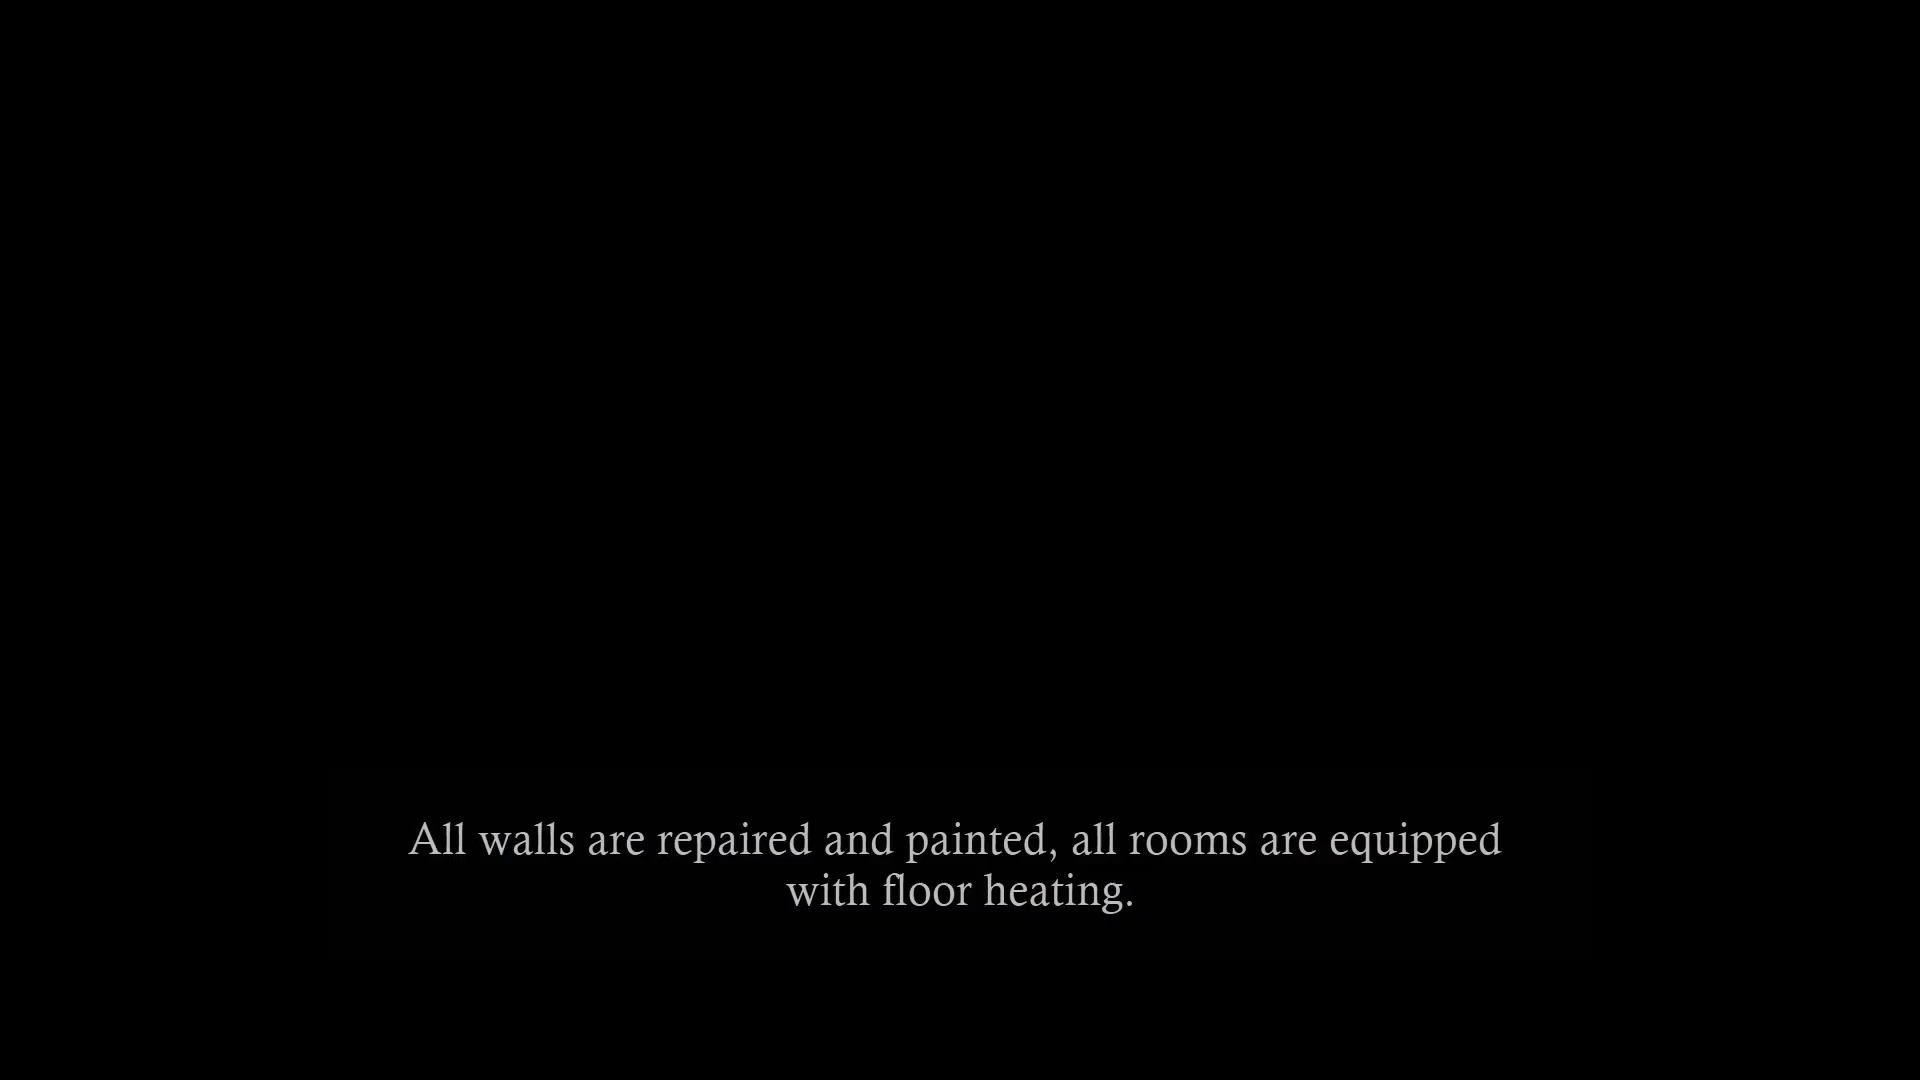 All walls are repaired and painted, all rooms are equipped
with floor heating.